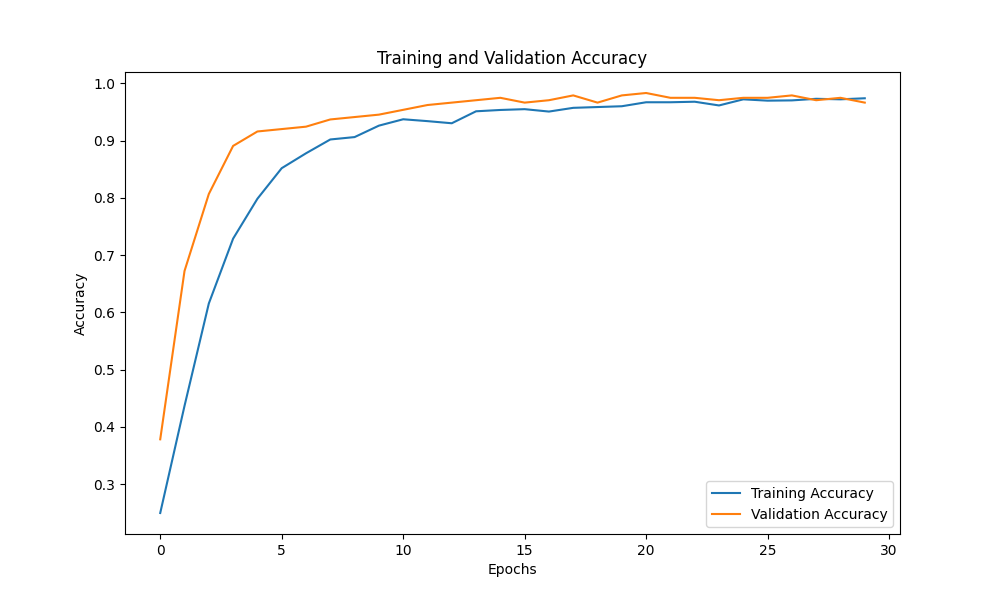 Training and Validation Accuracy
1.0
0.9
0.8
0.7
0.6
0.5
0.4
0.3
Accuracy
0 5 10 15 20 25 30
Epochs
Training Accuracy
Validation Accuracy